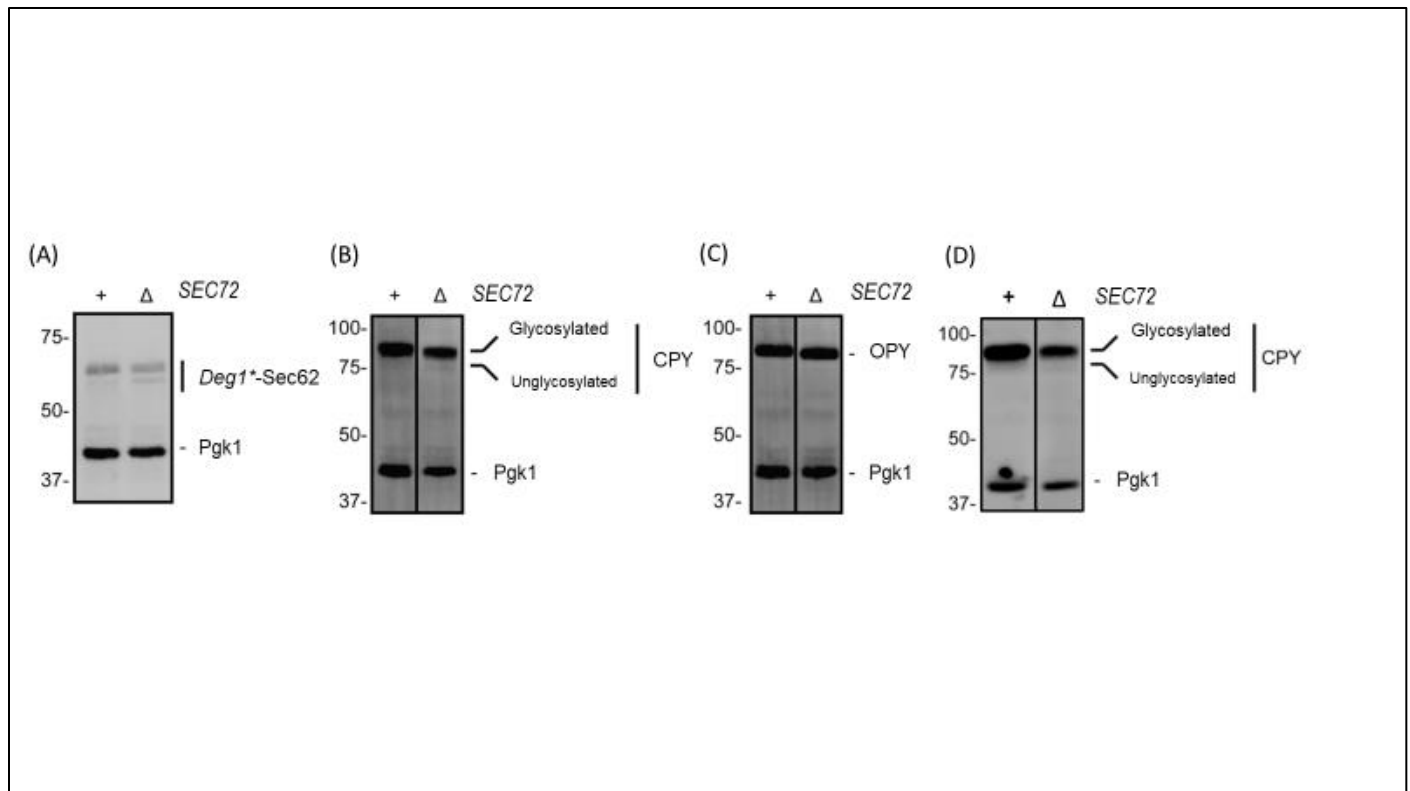 (A)
+ Δ SEC72
75-
Deg1*-Sec62
50-
- Pgk1
37-
(B)
+ Δ SEC72
100-
Glycosylated
75-
CPY
Unglycosylated
50-
- Pgk1
37-
(C)
+ Δ SEC72
100-
- OPY
75-
50-
- Pgk1
37-
(D)
+ Δ SEC72
100-
Glycosylated
CPY
75-
Unglycosylated
50-
- Pgk1
37-